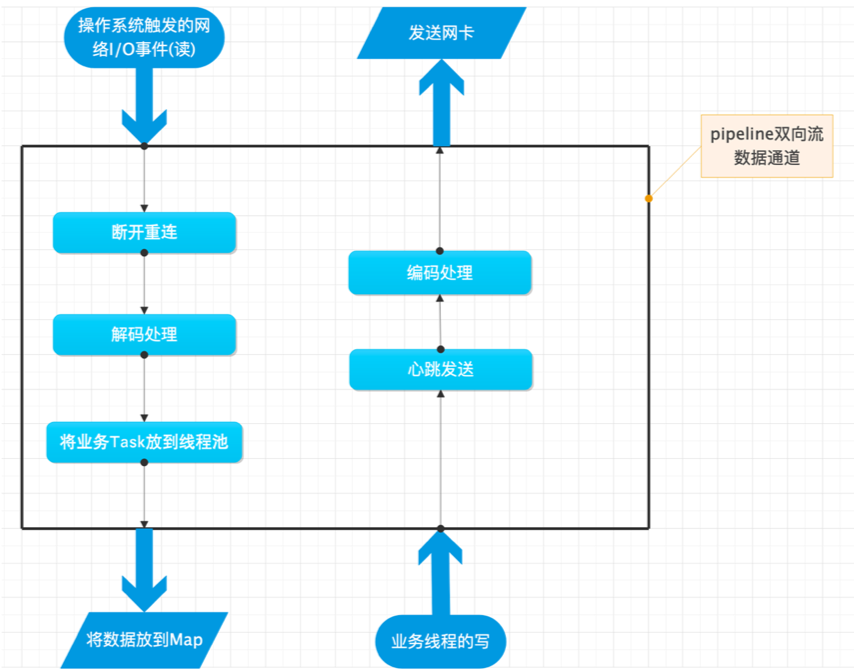 操作系统触发的网
络I/O事件(读)
发送网卡
pipeline双向流
数据通道
断开重连
编码处理
解码处理
心跳发送
将业务Task放到线程池
将数据放到Map
业务线程的写